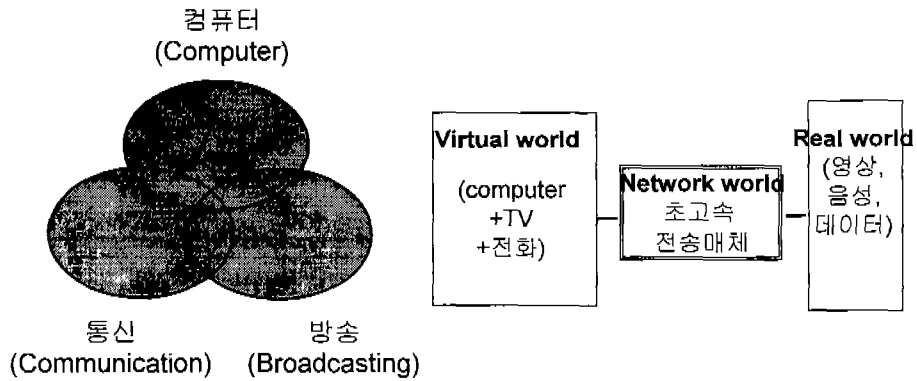 컴퓨터
(Computer)
통신
(Communication)
방송
(Broadcasting)
Virtual world
(computer
+TV
+전화)
Network world
초고속
전송매체
Real world
(영상,
음성,
데이터)